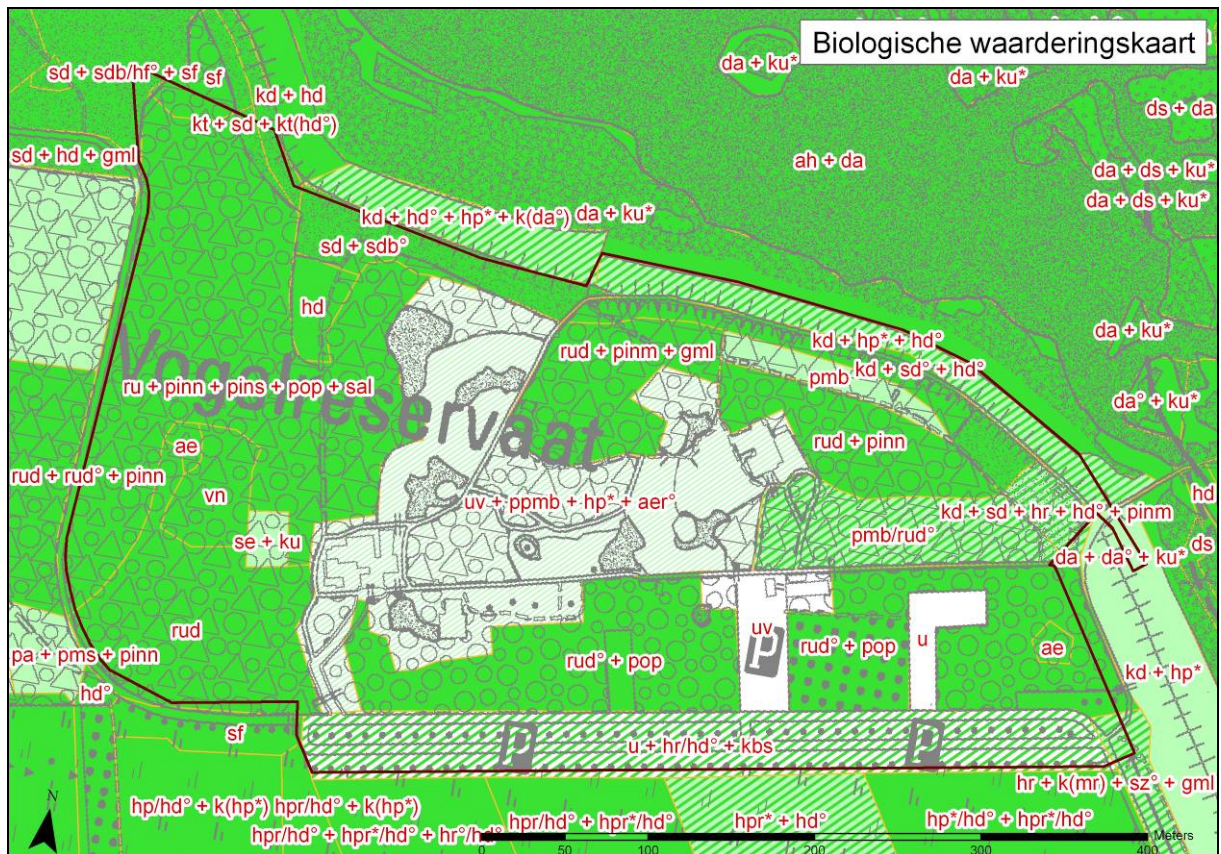 Biologische waarderingskaart
da + ku*
da + ku*
sd + sdb/hf° + sf
sf
kd + hd
kt + sd + kt(hd°)
ds + da
sd + hd + gml
ah + da
da + ds + ku*
da + ds + ku*
kd + hd° + hp* + k(da°)
da + ku*
sd + sdb°
hd
da + ku*
kd + hp* + hd°
rud + pinm + gml
kd + sd° + hd°
pmb
ru + pinn + pins + pop + sal
Vogelreservaat
da° + ku*
rud + pinn
ae
rud + rud° + pinn
vn
uv + ppmb + hp* + aer°
hd
kd + sd + hr + hd° + pinm
se + ku
pmb/rud°
ds
da + da° + ku*
rud
uv
rud° + pop
u
ae
rud° + pop
P
pa + pms + pinn
kd + hp*
hd°
sf
P
u + hr/hd° + kbs
P
hr + k(mr) + sz° + gml
N
hp/hd° + k(hp*)
hpr/hd° + k(hp*)
hpr/hd° + hpr*/hd° + hr°/hd°
hpr/hd° + hpr*/hd°
hpr* + hd°
hp*/hd° + hpr*/hd°
Meters
0
50
100
200
300
400